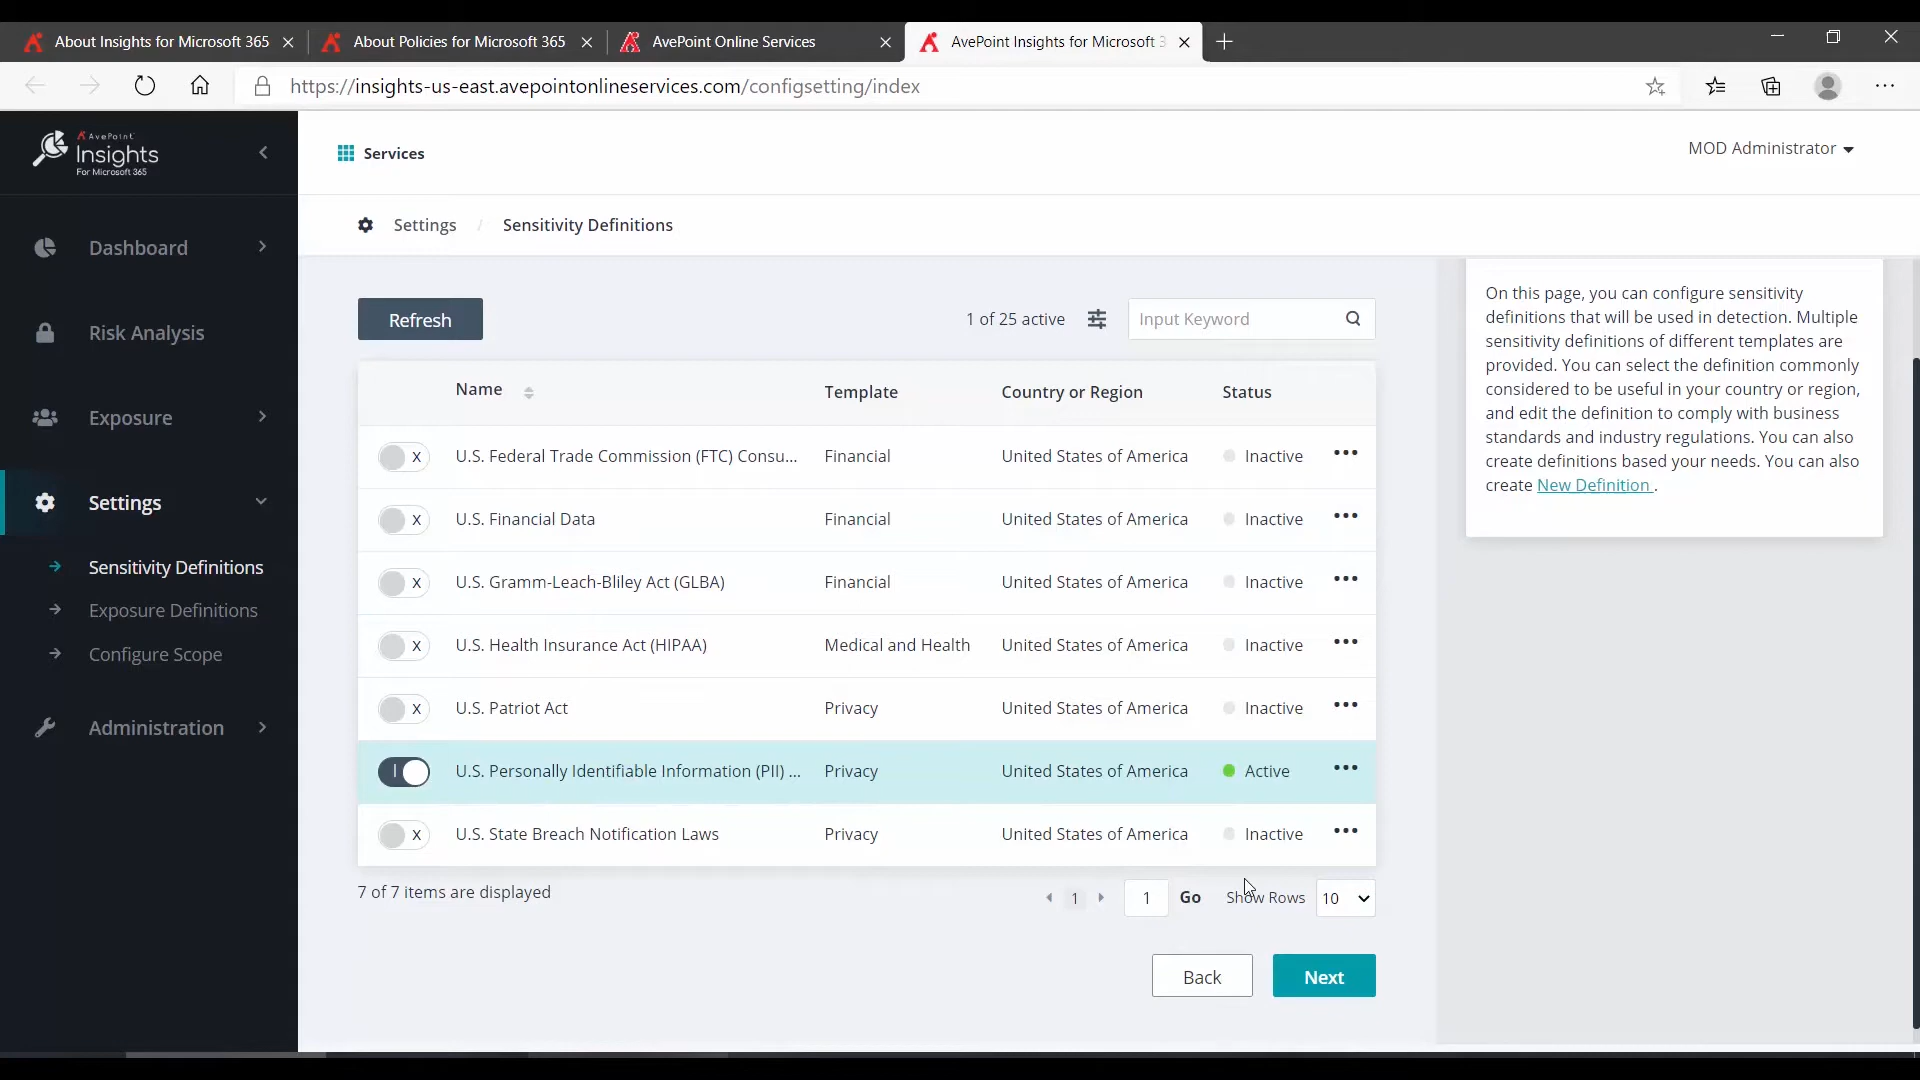 About Insights for Microsoft 365
About Policies for Microsoft 365
AvePoint Online Services
AvePoint Insights for Microsoft 3
https://insights-us-east.avepointonlineservices.com/configsetting/index
AvePoint
Insights
For Microsoft 365
Services
MOD Administrator
Settings / Sensitivity Definitions
Dashboard
Risk Analysis
Exposure
Settings
Sensitivity Definitions
Exposure Definitions
Configure Scope
Administration
Refresh
1 of 25 active
Input Keyword
Name Template Country or Region Status
X U.S. Federal Trade Commission (FTC) Consu... Financial United States of America Inactive
X U.S. Financial Data Financial United States of America Inactive
X U.S. Gramm-Leach-Bliley Act (GLBA) Financial United States of America Inactive
X U.S. Health Insurance Act (HIPAA) Medical and Health United States of America Inactive
X U.S. Patriot Act Privacy United States of America Inactive
U.S. Personally Identifiable Information (PII) ... Privacy United States of America Active
X U.S. State Breach Notification Laws Privacy United States of America Inactive
7 of 7 items are displayed
1 1 Go Show Rows 10
Back Next
On this page, you can configure sensitivity
definitions that will be used in detection. Multiple
sensitivity definitions of different templates are
provided. You can select the definition commonly
considered to be useful in your country or region,
and edit the definition to comply with business
standards and industry regulations. You can also
create definitions based your needs. You can also
create New Definition .